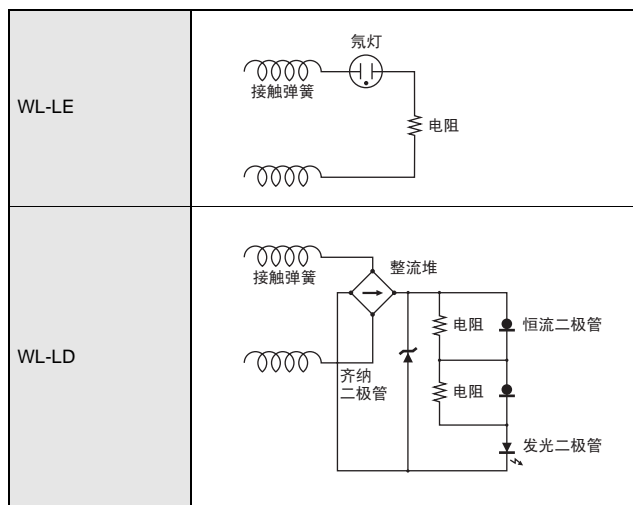 WL-LE
氖灯
接触弹簧
电阻
WL-LD
接触弹簧
整流堆
电阻
恒流二极管
齐纳
二极管
电阻
发光二极管